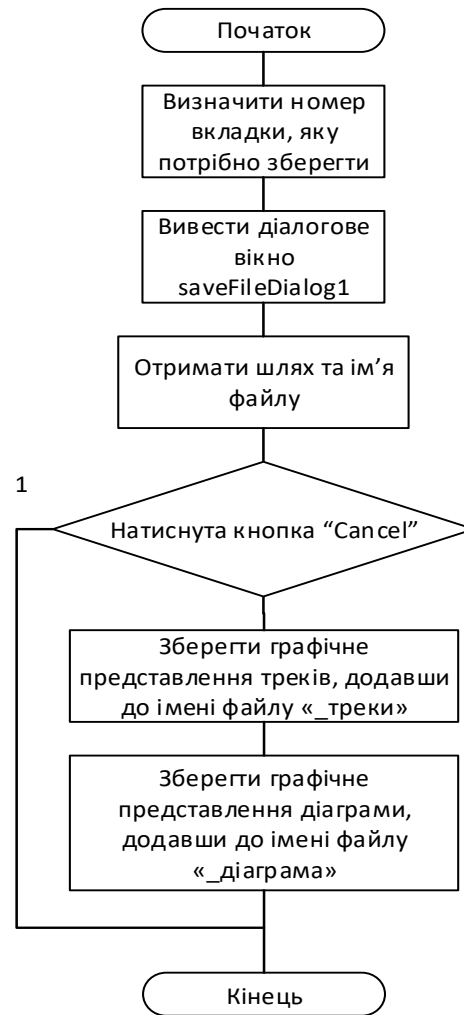 Початок
Визначити номер
вкладки, яку
потрібно зберегти
Вивести діалогове
вікно
saveFileDialog1
Отримати шлях та ім’я
файлу
1
Натиснута кнопка “Cancel”
Зберегти графічне
представлення треків, додавши
до імені файлу «_треки»
Зберегти графічне
представлення діаграми,
додавши до імені файлу
«_діаграма»
Кінець